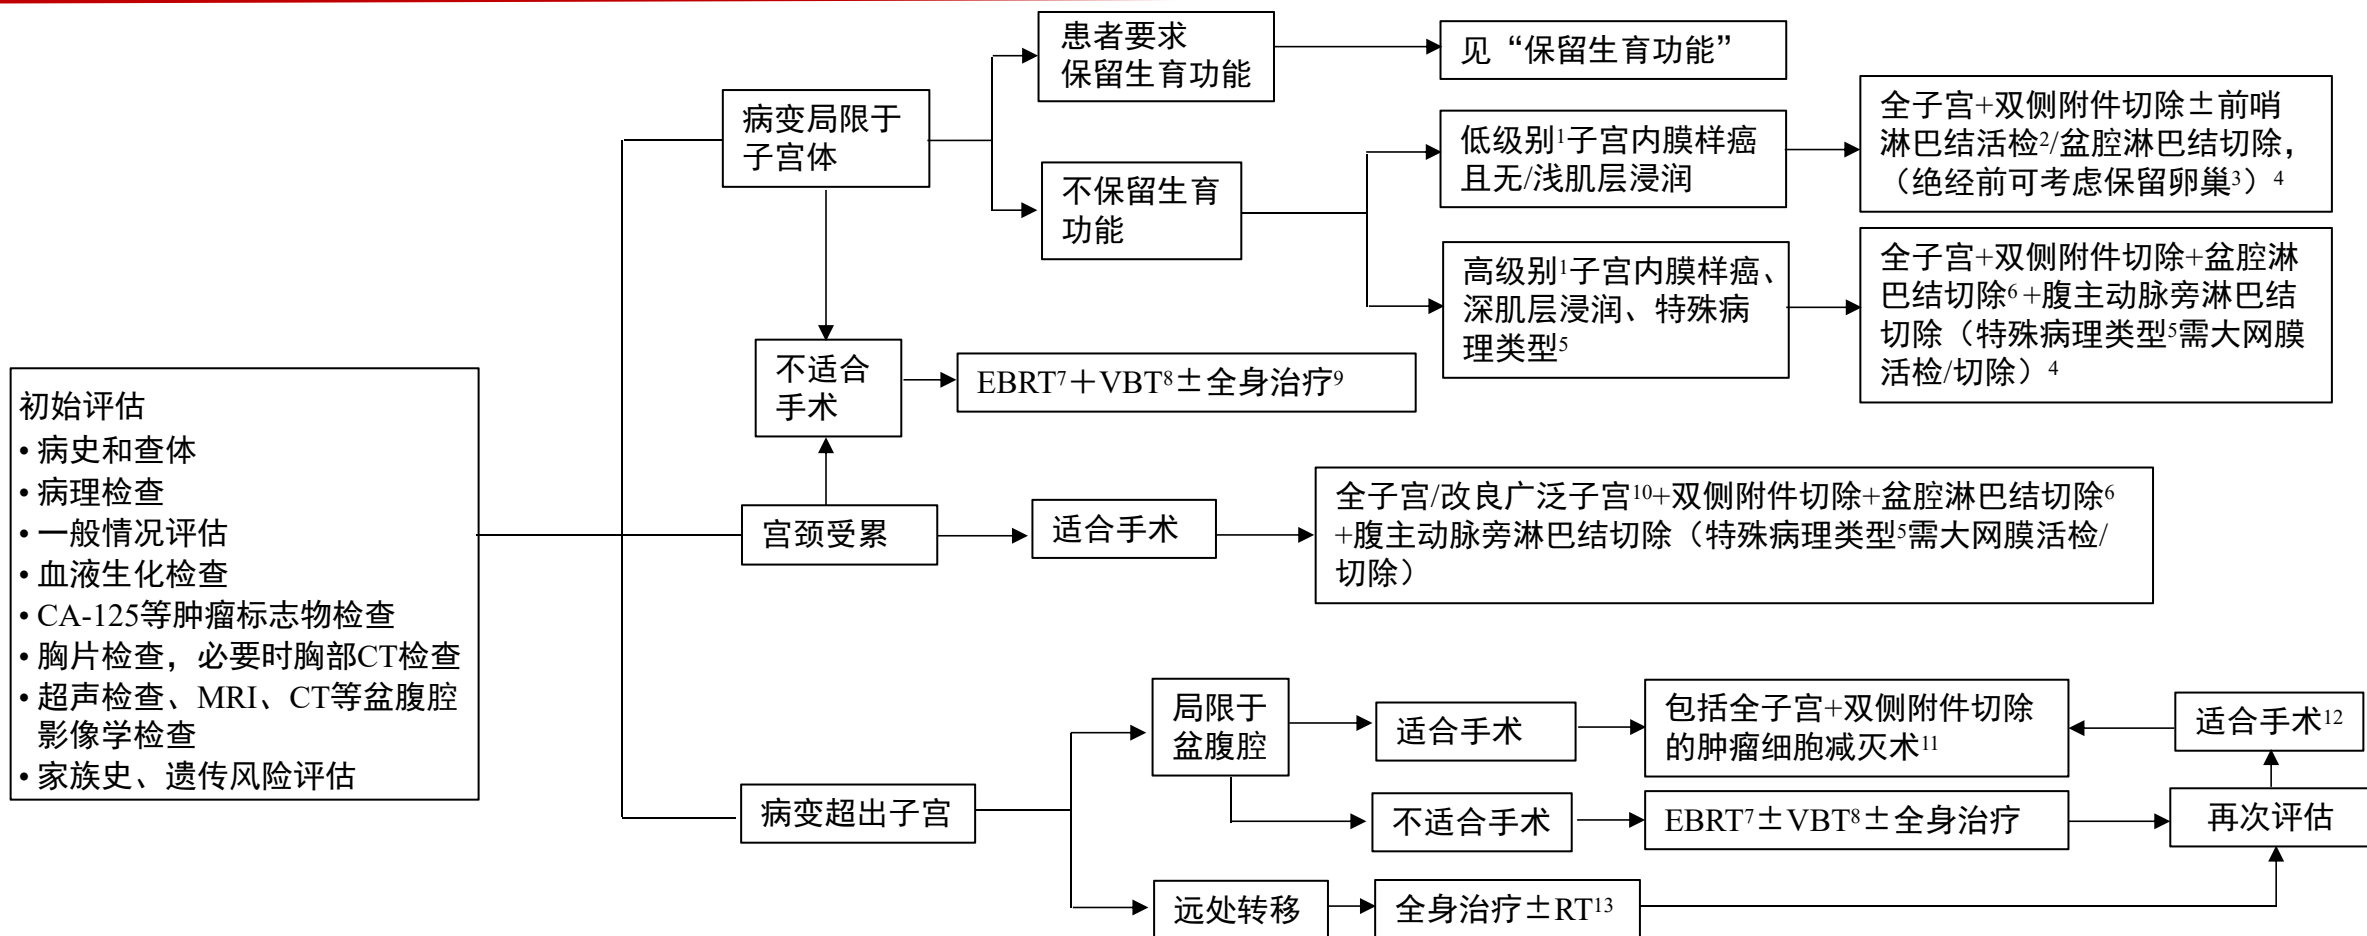 初始评估
• 病史和查体
• 病理检查
• 一般情况评估
• 血液生化检查
• CA-125等肿瘤标志物检查
• 胸片检查，必要时胸部CT检查
• 超声检查、MRI、CT等盆腹腔
影像学检查
• 家族史、遗传风险评估
病变局限于
子宫体
患者要求
保留生育功能
见“保留生育功能”
不保留生育
功能
低级别¹子宫内膜样癌
且无/浅肌层浸润
全子宫+双侧附件切除±前哨
淋巴结活检²/盆腔淋巴结切除，
（绝经前可考虑保留卵巢³）⁴
高级别¹子宫内膜样癌、
深肌层浸润、特殊病
理类型⁵
全子宫+双侧附件切除+盆腔淋
巴结切除⁶+腹主动脉旁淋巴结
切除（特殊病理类型⁵需大网膜
活检/切除）⁴
不适合
手术
EBRT⁷＋VBT⁸±全身治疗⁹
宫颈受累
适合手术
全子宫/改良广泛子宫¹⁰+双侧附件切除+盆腔淋巴结切除⁶
+腹主动脉旁淋巴结切除（特殊病理类型⁵需大网膜活检/
切除）
病变超出子宫
局限于
盆腹腔
适合手术
包括全子宫+双侧附件切除
的肿瘤细胞减灭术¹¹
适合手术¹²
不适合手术
EBRT⁷±VBT⁸±全身治疗
再次评估
远处转移
全身治疗±RT¹³